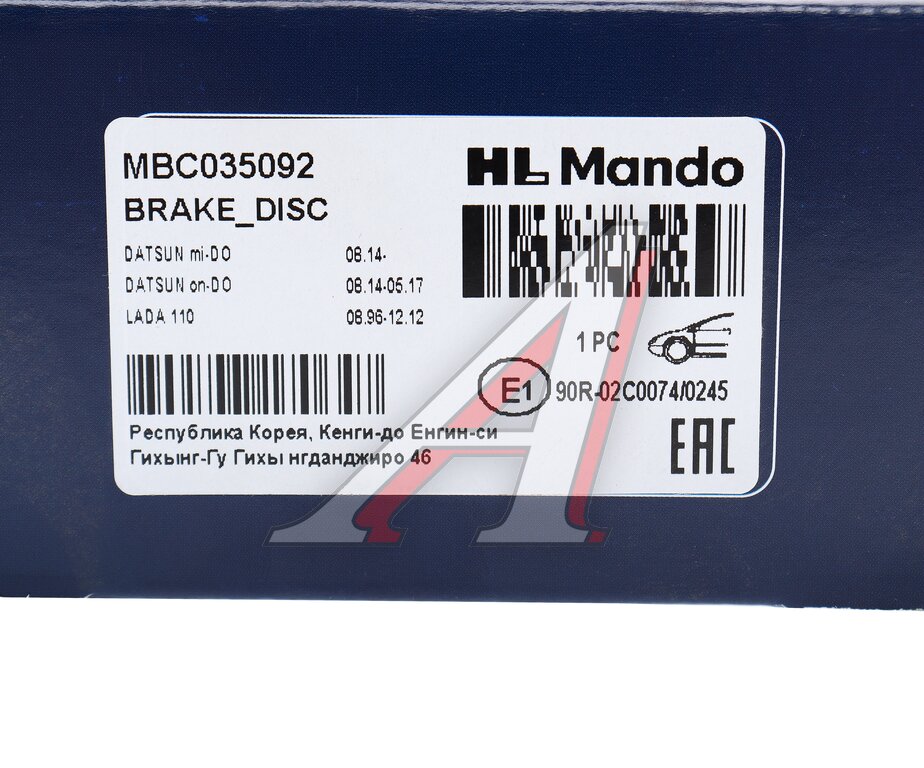 MBC035092
BRAKE_DISC
HL Mando
DATSUN mi-DO 08.14-
DATSUN on-DO 08.14-05.17
LADA 110 08.96-12.12
1 PC
E1 90R-02C0074/0245
Республика Корея, Кенги-до Енгин-си
Гихынг-Гу Гихы нгданджиро 46
EAC